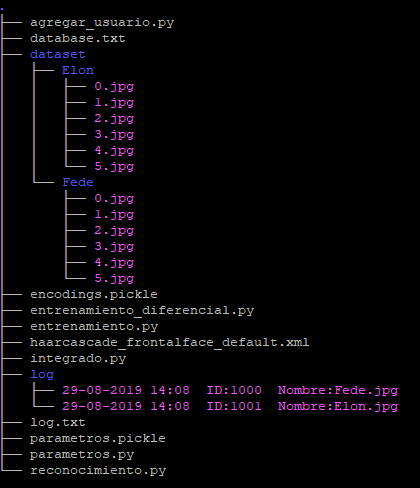 .
├── agregar_usuario.py
├── database.txt
├── dataset
│   ├── Elon
│   │   ├── 0.jpg
│   │   ├── 1.jpg
│   │   ├── 2.jpg
│   │   ├── 3.jpg
│   │   ├── 4.jpg
│   │   └── 5.jpg
│   └── Fede
│       ├── 0.jpg
│       ├── 1.jpg
│       ├── 2.jpg
│       ├── 3.jpg
│       ├── 4.jpg
│       └── 5.jpg
├── encodings.pickle
├── entrenamiento_diferencial.py
├── entrenamiento.py
├── haarcascade_frontalface_default.xml
├── integrado.py
├── log
│   ├── 29-08-2019 14:08  ID:1000  Nombre:Fede.jpg
│   └── 29-08-2019 14:08  ID:1001  Nombre:Elon.jpg
├── log.txt
├── parametros.pickle
├── parametros.py
└── reconocimiento.py